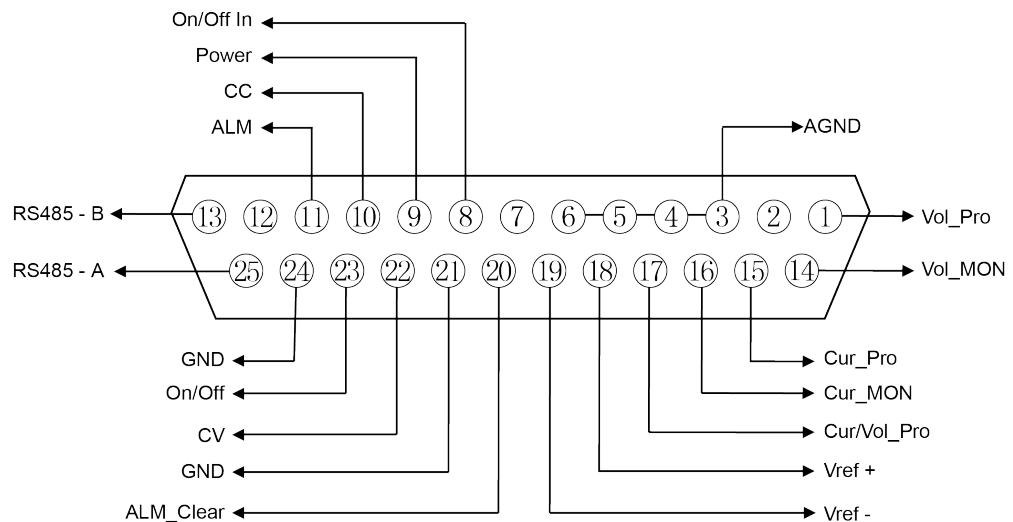 On/Off In
Power
CC
ALM
AGND
RS485 - B
13 12 11 10 9 8 7 6 5 4 3 2 1
Vol_Pro
RS485 - A
25 24 23 22 21 20 19 18 17 16 15 14
Vol_MON
GND
Cur_Pro
On/Off
Cur_MON
CV
Cur/Vol_Pro
GND
Vref +
ALM_Clear
Vref -